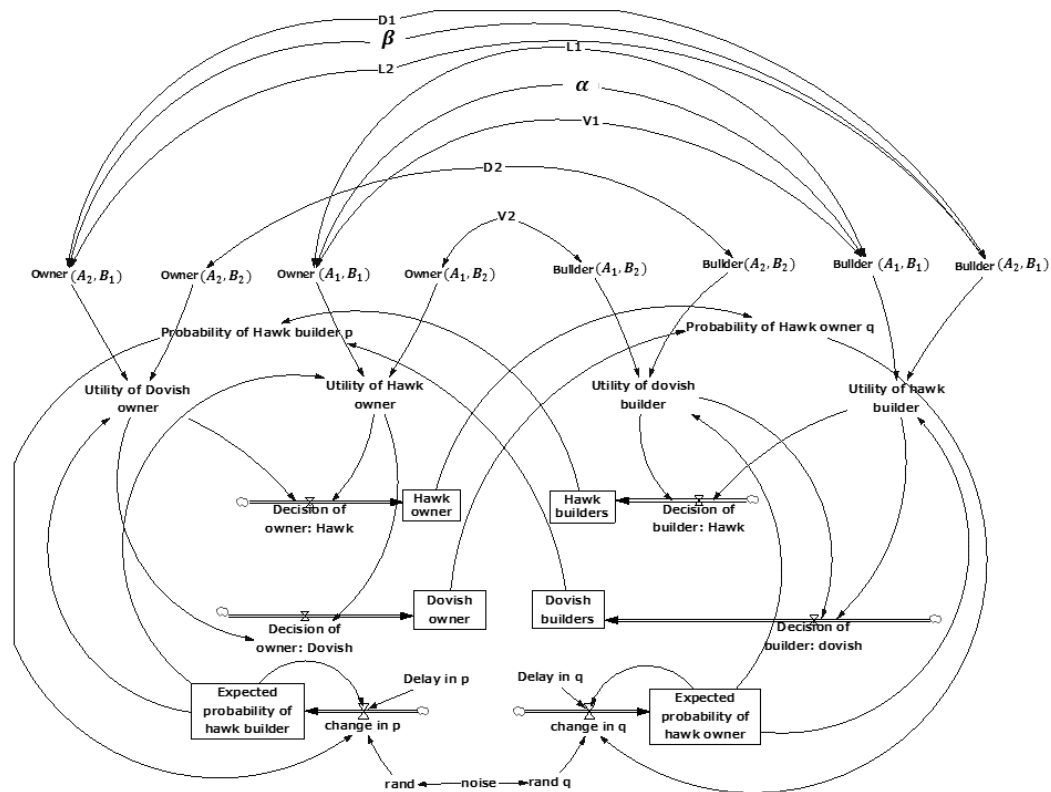 D1
β
L1
L2
α
V1
D2
V2
Owner (A₂, B₁)
Owner (A₂, B₂)
Owner (A₁, B₁)
Owner (A₁, B₂)
Builder (A₁, B₂)
Builder (A₂, B₂)
Builder (A₁, B₁)
Builder (A₂, B₁)
Probability of Hawk builder p
Probability of Hawk owner q
Utility of Dovish
owner
Utility of Hawk
owner
Utility of dovish
builder
Utility of hawk
builder
Decision of
owner: Hawk
Hawk
owner
Hawk
builders
Decision of
builder: Hawk
Decision of
owner: Dovish
Dovish
owner
Dovish
builders
Decision of
builder: dovish
Expected
probability of
hawk builder
Delay in p
change in p
Delay in q
change in q
Expected
probability of
hawk owner
rand
noise
rand q